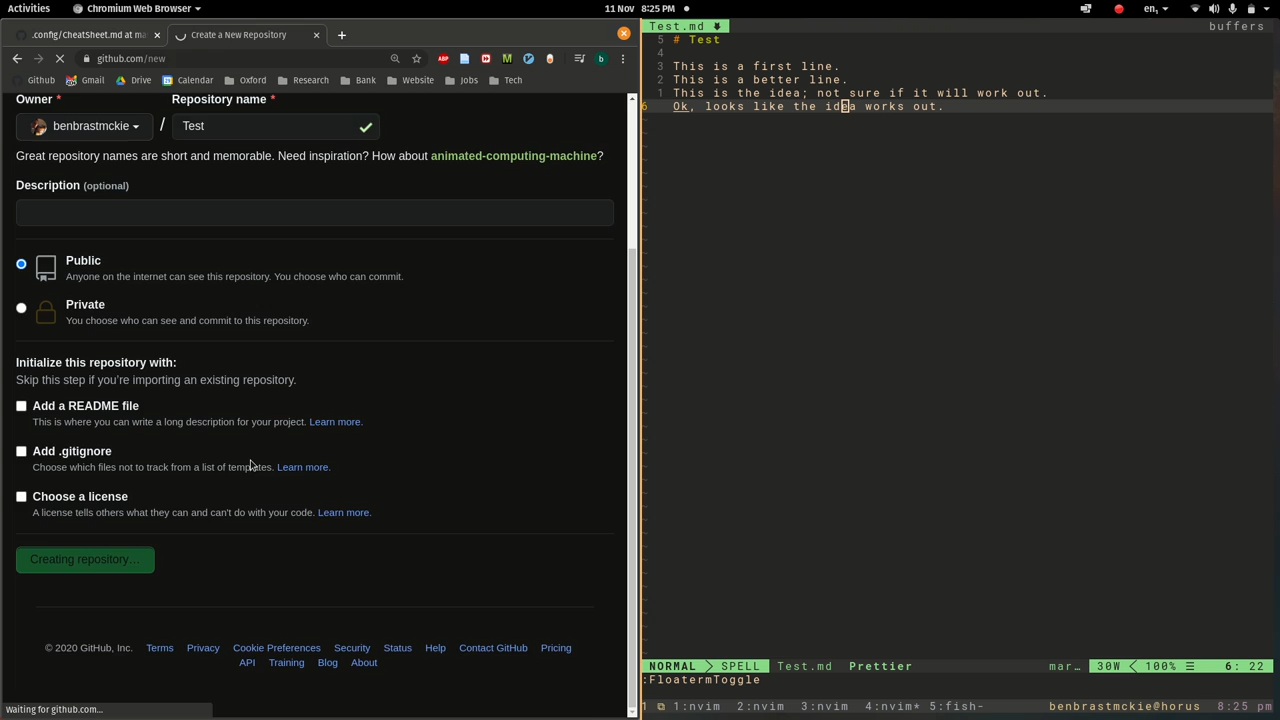 Activities
Chromium Web Browser
11 Nov 8:25 PM
en₁
.config/CheatSheet.md at ma
Create a New Repository
github.com/new
ABP
M
b
Github
Gmail
Drive
Calendar
Oxford
Research
Bank
Website
Jobs
Tech
Owner *
Repository name *
benbrastmckie
/
Test
Great repository names are short and memorable. Need inspiration? How about animated-computing-machine?
Description (optional)
Public
Anyone on the internet can see this repository. You choose who can commit.
Private
You choose who can see and commit to this repository.
Initialize this repository with:
Skip this step if you're importing an existing repository.
Add a README file
This is where you can write a long description for your project. Learn more.
Add .gitignore
Choose which files not to track from a list of templates. Learn more.
Choose a license
A license tells others what they can and can't do with your code. Learn more.
Creating repository…
© 2020 GitHub, Inc. Terms Privacy Cookie Preferences Security Status Help Contact GitHub Pricing
API Training Blog About
Waiting for github.com...
Test.md
buffers
5 # Test
4
3 This is a first line.
2 This is a better line.
1 This is the idea; not sure if it will work out.
6 Ok, looks like the idea works out.
NORMAL SPELL Test.md Prettier mar… 30W 100% ☰ 6: 22
:FloatermToggle
1 1:nvim 2:nvim 3:nvim 4:nvim* 5:fish- benbrastmckie@horus 8:25 pm